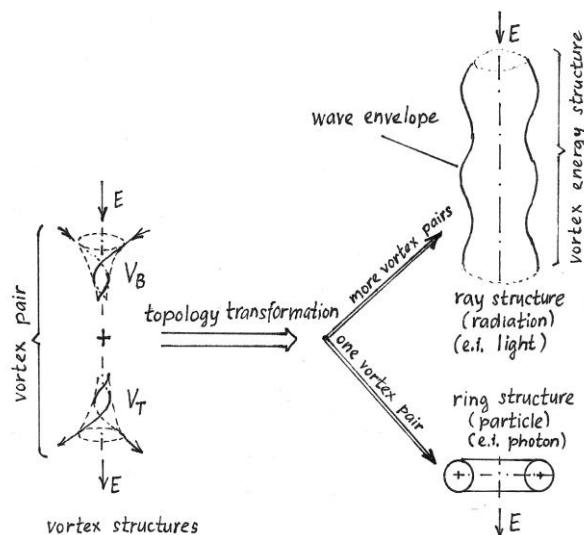 E
V_B
vortex pair
+
V_T
E
vortex structures
topology transformation
more vortex pairs
one vortex pair
E
wave envelope
vortex energy structure
ray structure
(radiation)
(e.i. light)
ring structure
(particle)
(e.i. photon)
+ +
E